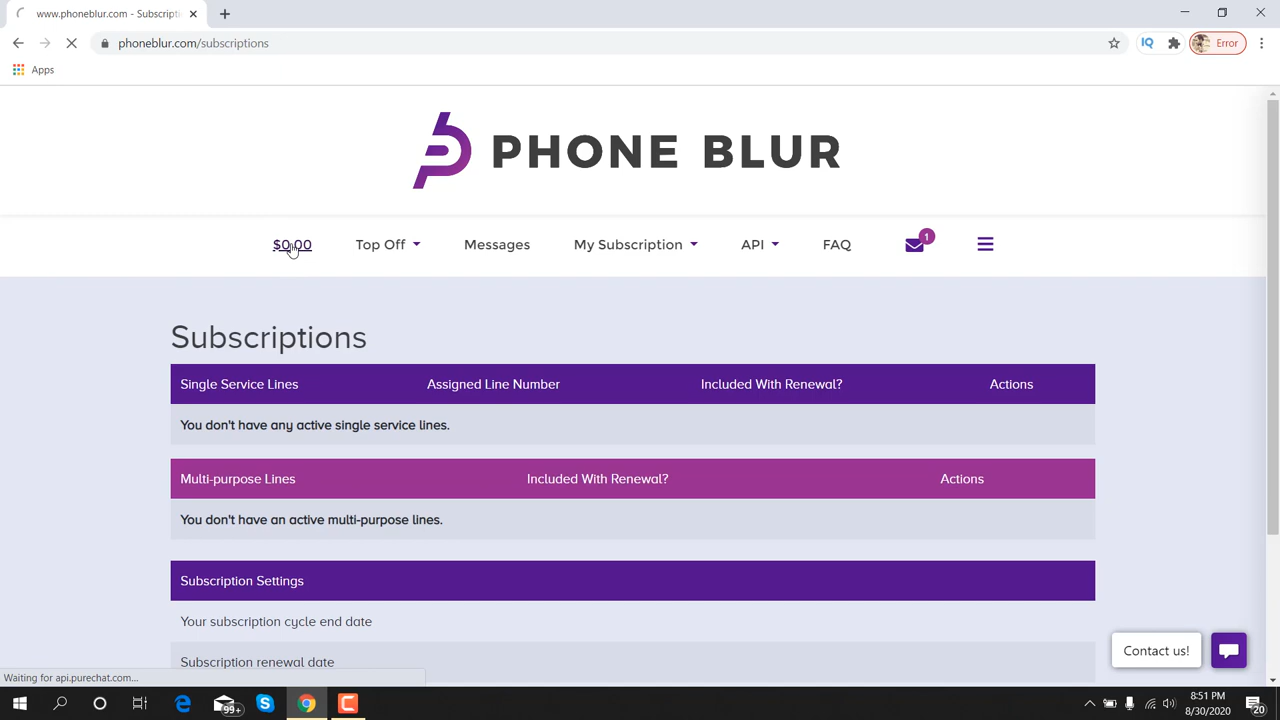 www.phoneblur.com - Subscripti
phoneblur.com/subscriptions
IQ
Error
Apps
PHONE BLUR
$0.00
Top Off
Messages
My Subscription
API
FAQ
1
Subscriptions
Single Service Lines Assigned Line Number Included With Renewal? Actions
You don't have any active single service lines.
Multi-purpose Lines Included With Renewal? Actions
You don't have an active multi-purpose lines.
Subscription Settings
Your subscription cycle end date
Subscription renewal date
Contact us!
Waiting for api.purechat.com...
99+
8:51 PM
8/30/2020
20